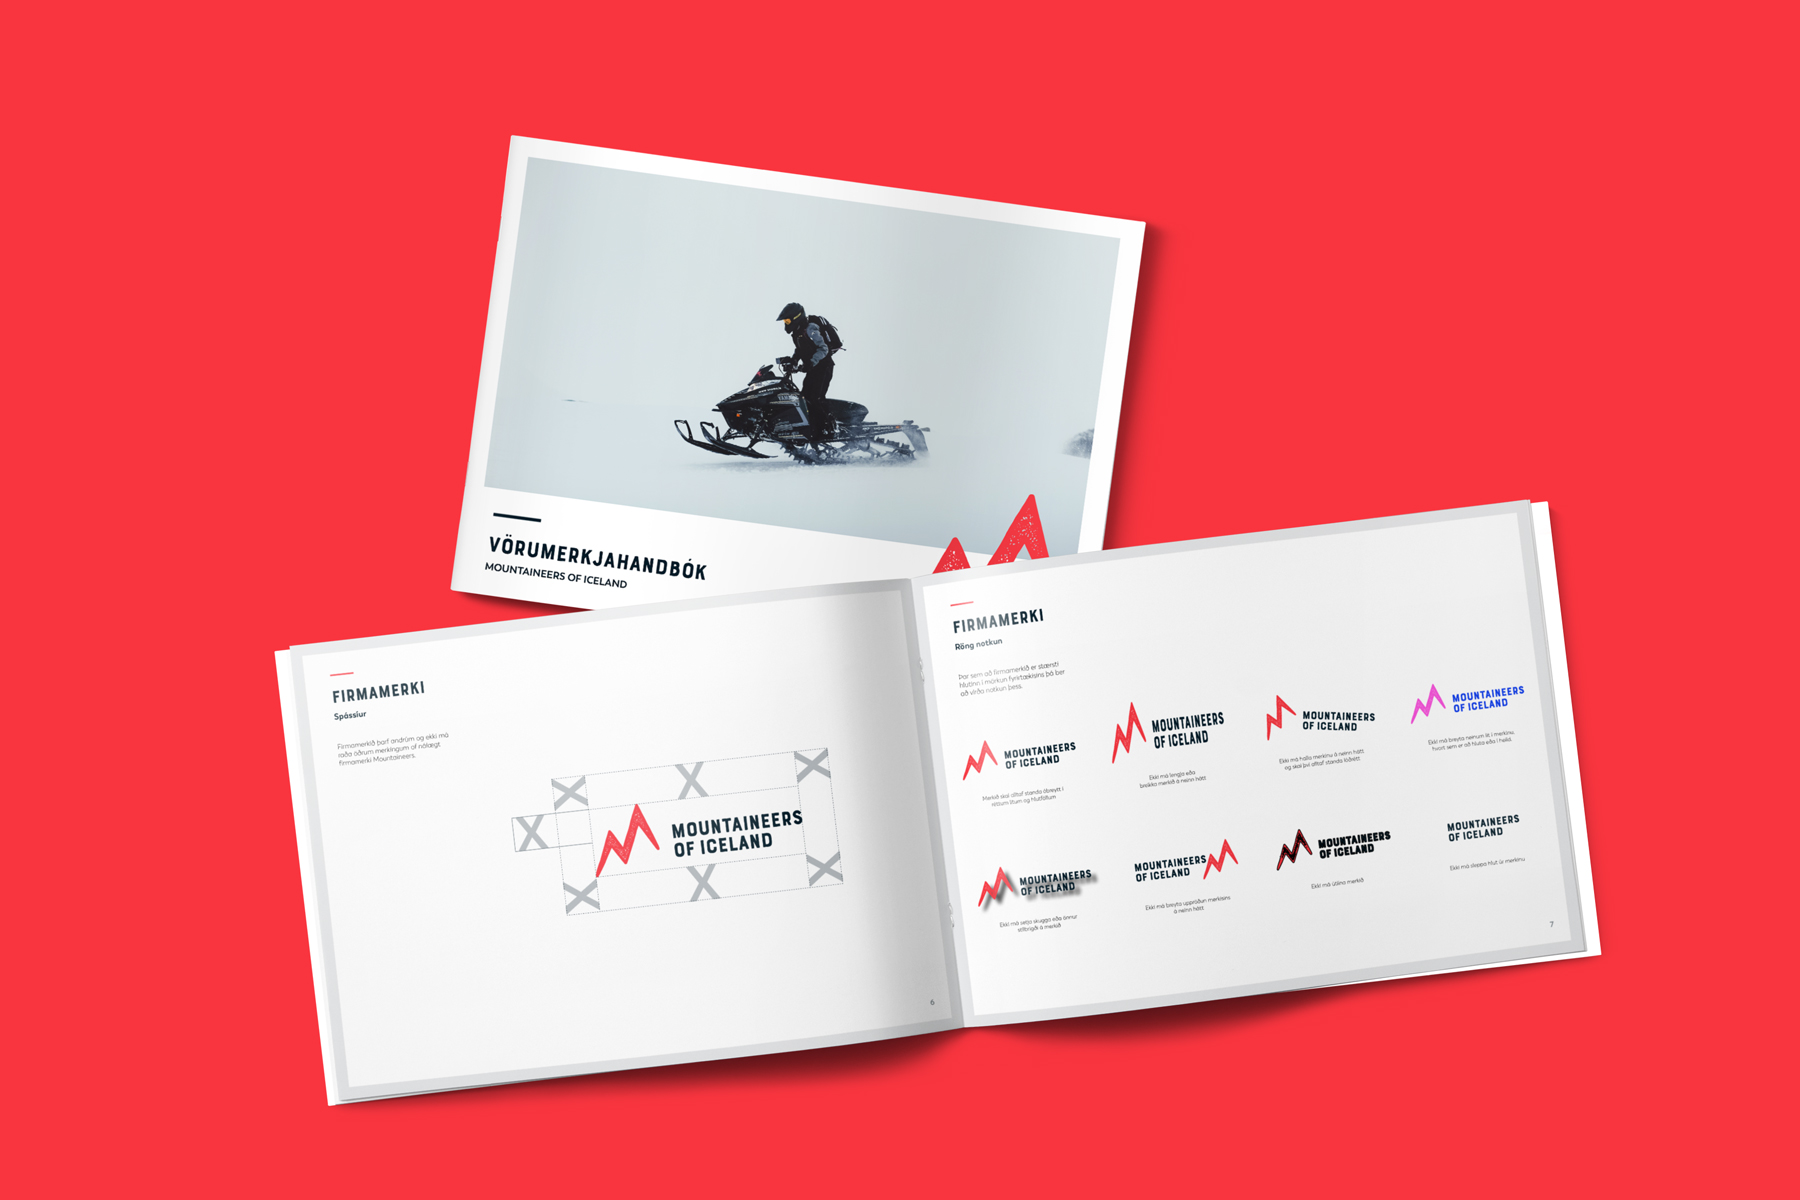 VÖRUMERKJAHANDBÓK
MOUNTAINEERS OF ICELAND
FIRMAMERKI
Spássíur
Firmamerkið þarf andrúm og ekki má
raða öðrum merkingum of nálægt
firmamerki Mountaineers.
X
X
X
X
MOUNTAINEERS
OF ICELAND
X
X
X
6
FIRMAMERKI
Röng notkun
Þar sem að firmamerkið er stærsti
hlutinn í mörkun fyrirtækisins þá ber
að virða notkun þess.
MOUNTAINEERS
OF ICELAND
Merkið skal alltaf standa óbreytt í
réttum litum og hlutföllum
MOUNTAINEERS
OF ICELAND
Ekki má lengja eða
breikka merkið á neinn hátt
MOUNTAINEERS
OF ICELAND
Ekki má halla merkinu á neinn hátt
og skal því alltaf standa lóðrétt
MOUNTAINEERS
OF ICELAND
Ekki má breyta neinum lit í merkinu,
hvort sem er að hluta eða í heild.
MOUNTAINEERS
OF ICELAND
Ekki má setja skugga eða önnur
stílbrigði á merkið
MOUNTAINEERS
OF ICELAND
Ekki má breyta uppröðun merkisins
á neinn hátt
MOUNTAINEERS
OF ICELAND
Ekki má útlína merkið
MOUNTAINEERS
OF ICELAND
Ekki má sleppa hlut úr merkinu
7